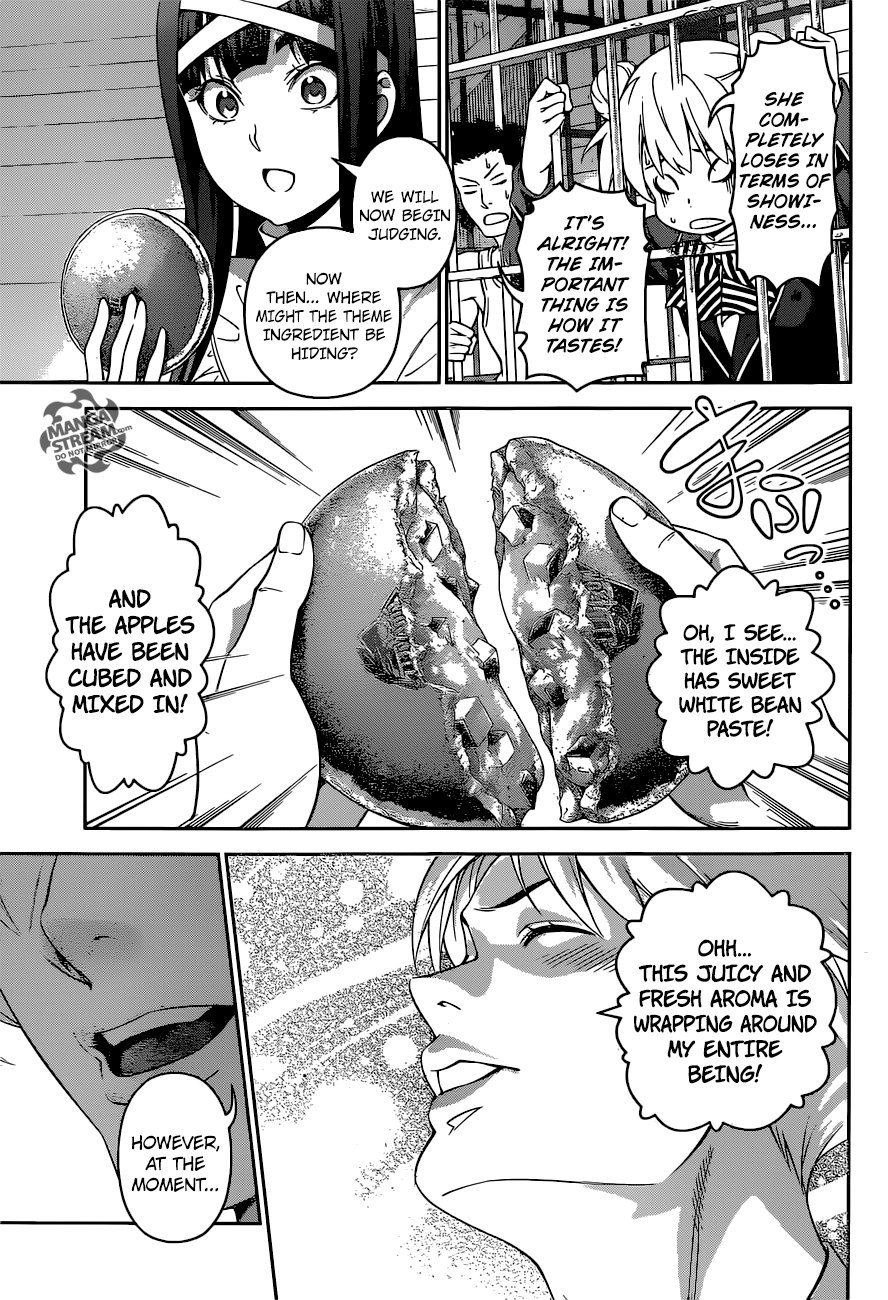 SHE
COM-
PLETELY
LOSES IN
TERMS OF
SHOWI-
NESS...
IT'S
ALRIGHT!
THE IM-
PORTANT
THING IS
HOW IT
TASTES!
WE WILL
NOW BEGIN
JUDGING.
NOW
THEN... WHERE
MIGHT THE THEME
INGREDIENT BE
HIDING?
MANGA
STREAM.com
DO NOT MIRROR
OH, I SEE...
THE INSIDE
HAS SWEET
WHITE BEAN
PASTE!
AND
THE APPLES
HAVE BEEN
CUBED AND
MIXED IN!
OHH...
THIS JUICY AND
FRESH AROMA IS
WRAPPING AROUND
MY ENTIRE
BEING!
HOWEVER,
AT THE
MOMENT...